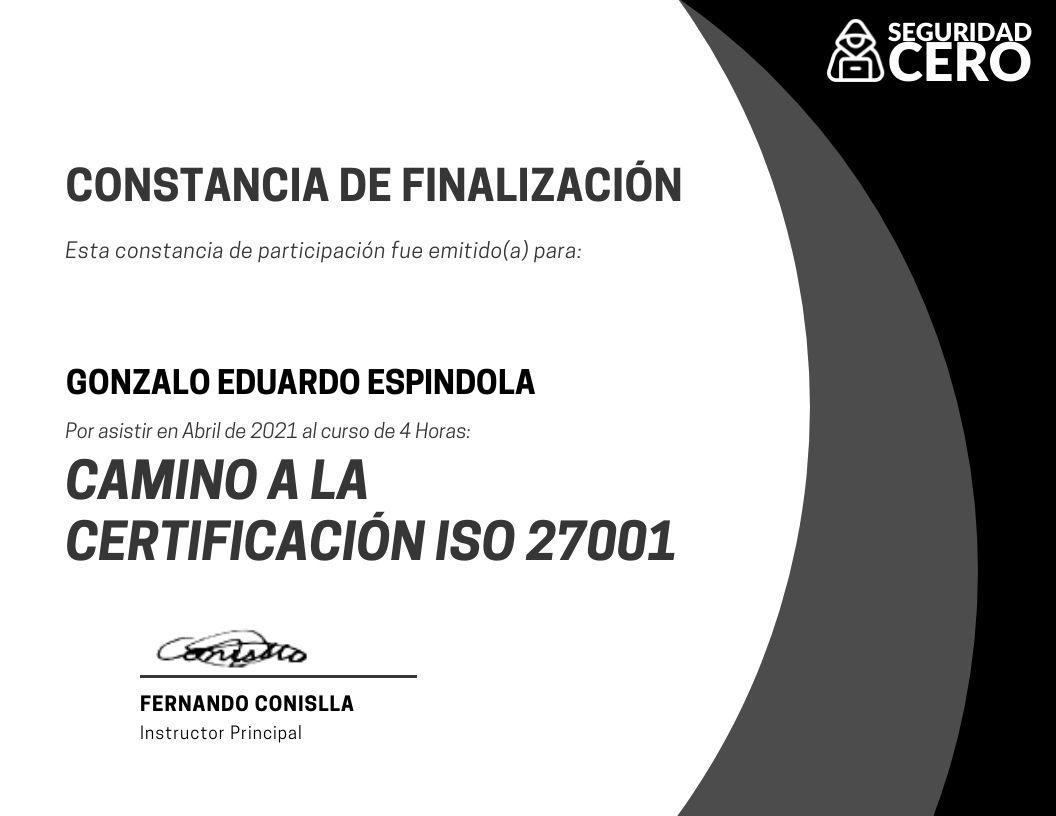 SEGURIDAD
CERO
CONSTANCIA DE FINALIZACIÓN
Esta constancia de participación fue emitido(a) para:
GONZALO EDUARDO ESPINDOLA
Por asistir en Abril de 2021 al curso de 4 Horas:
CAMINO A LA
CERTIFICACIÓN ISO 27001
Conislla
FERNANDO CONISLLA
Instructor Principal